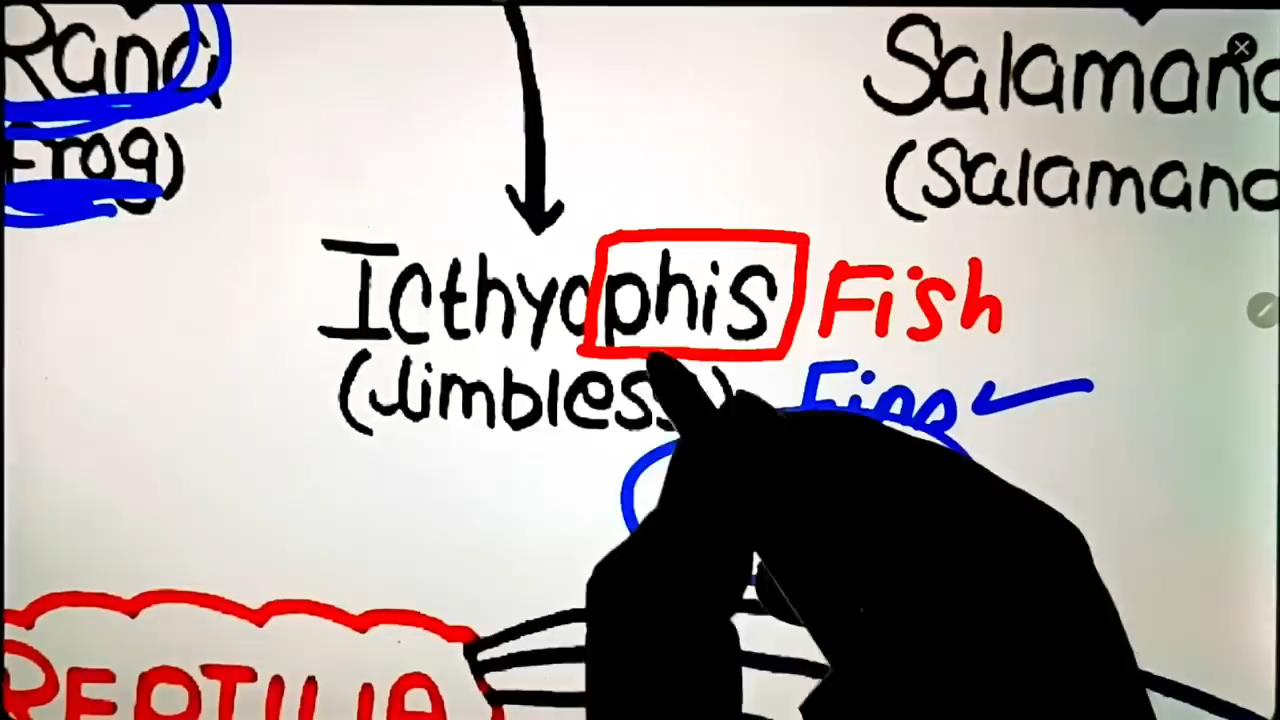 Rana
(Frog)
Salamand
(Salamand
Icthyophis Fish
(limbless)
REPTILIA